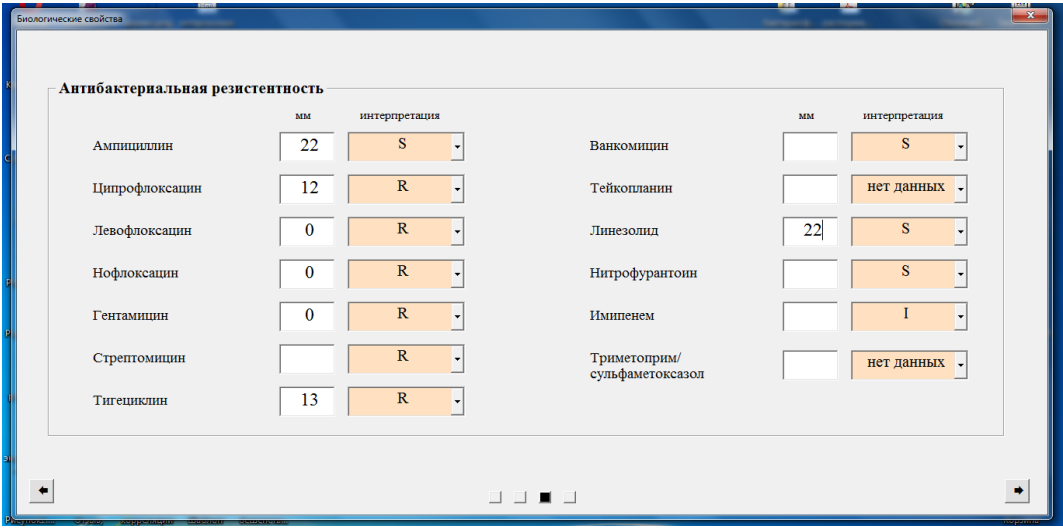 Биологические свойства
Антибактериальная резистентность
мм интерпретация
мм интерпретация
Ампициллин 22 S
Ванкомицин S
Ципрофлоксацин 12 R
Тейкопланин нет данных
Левофлоксацин 0 R
Линезолид 22 S
Нофлоксацин 0 R
Нитрофурантоин S
Гентамицин 0 R
Имипенем I
Стрептомицин R
Триметоприм/
сульфаметоксазол нет данных
Тигециклин 13 R